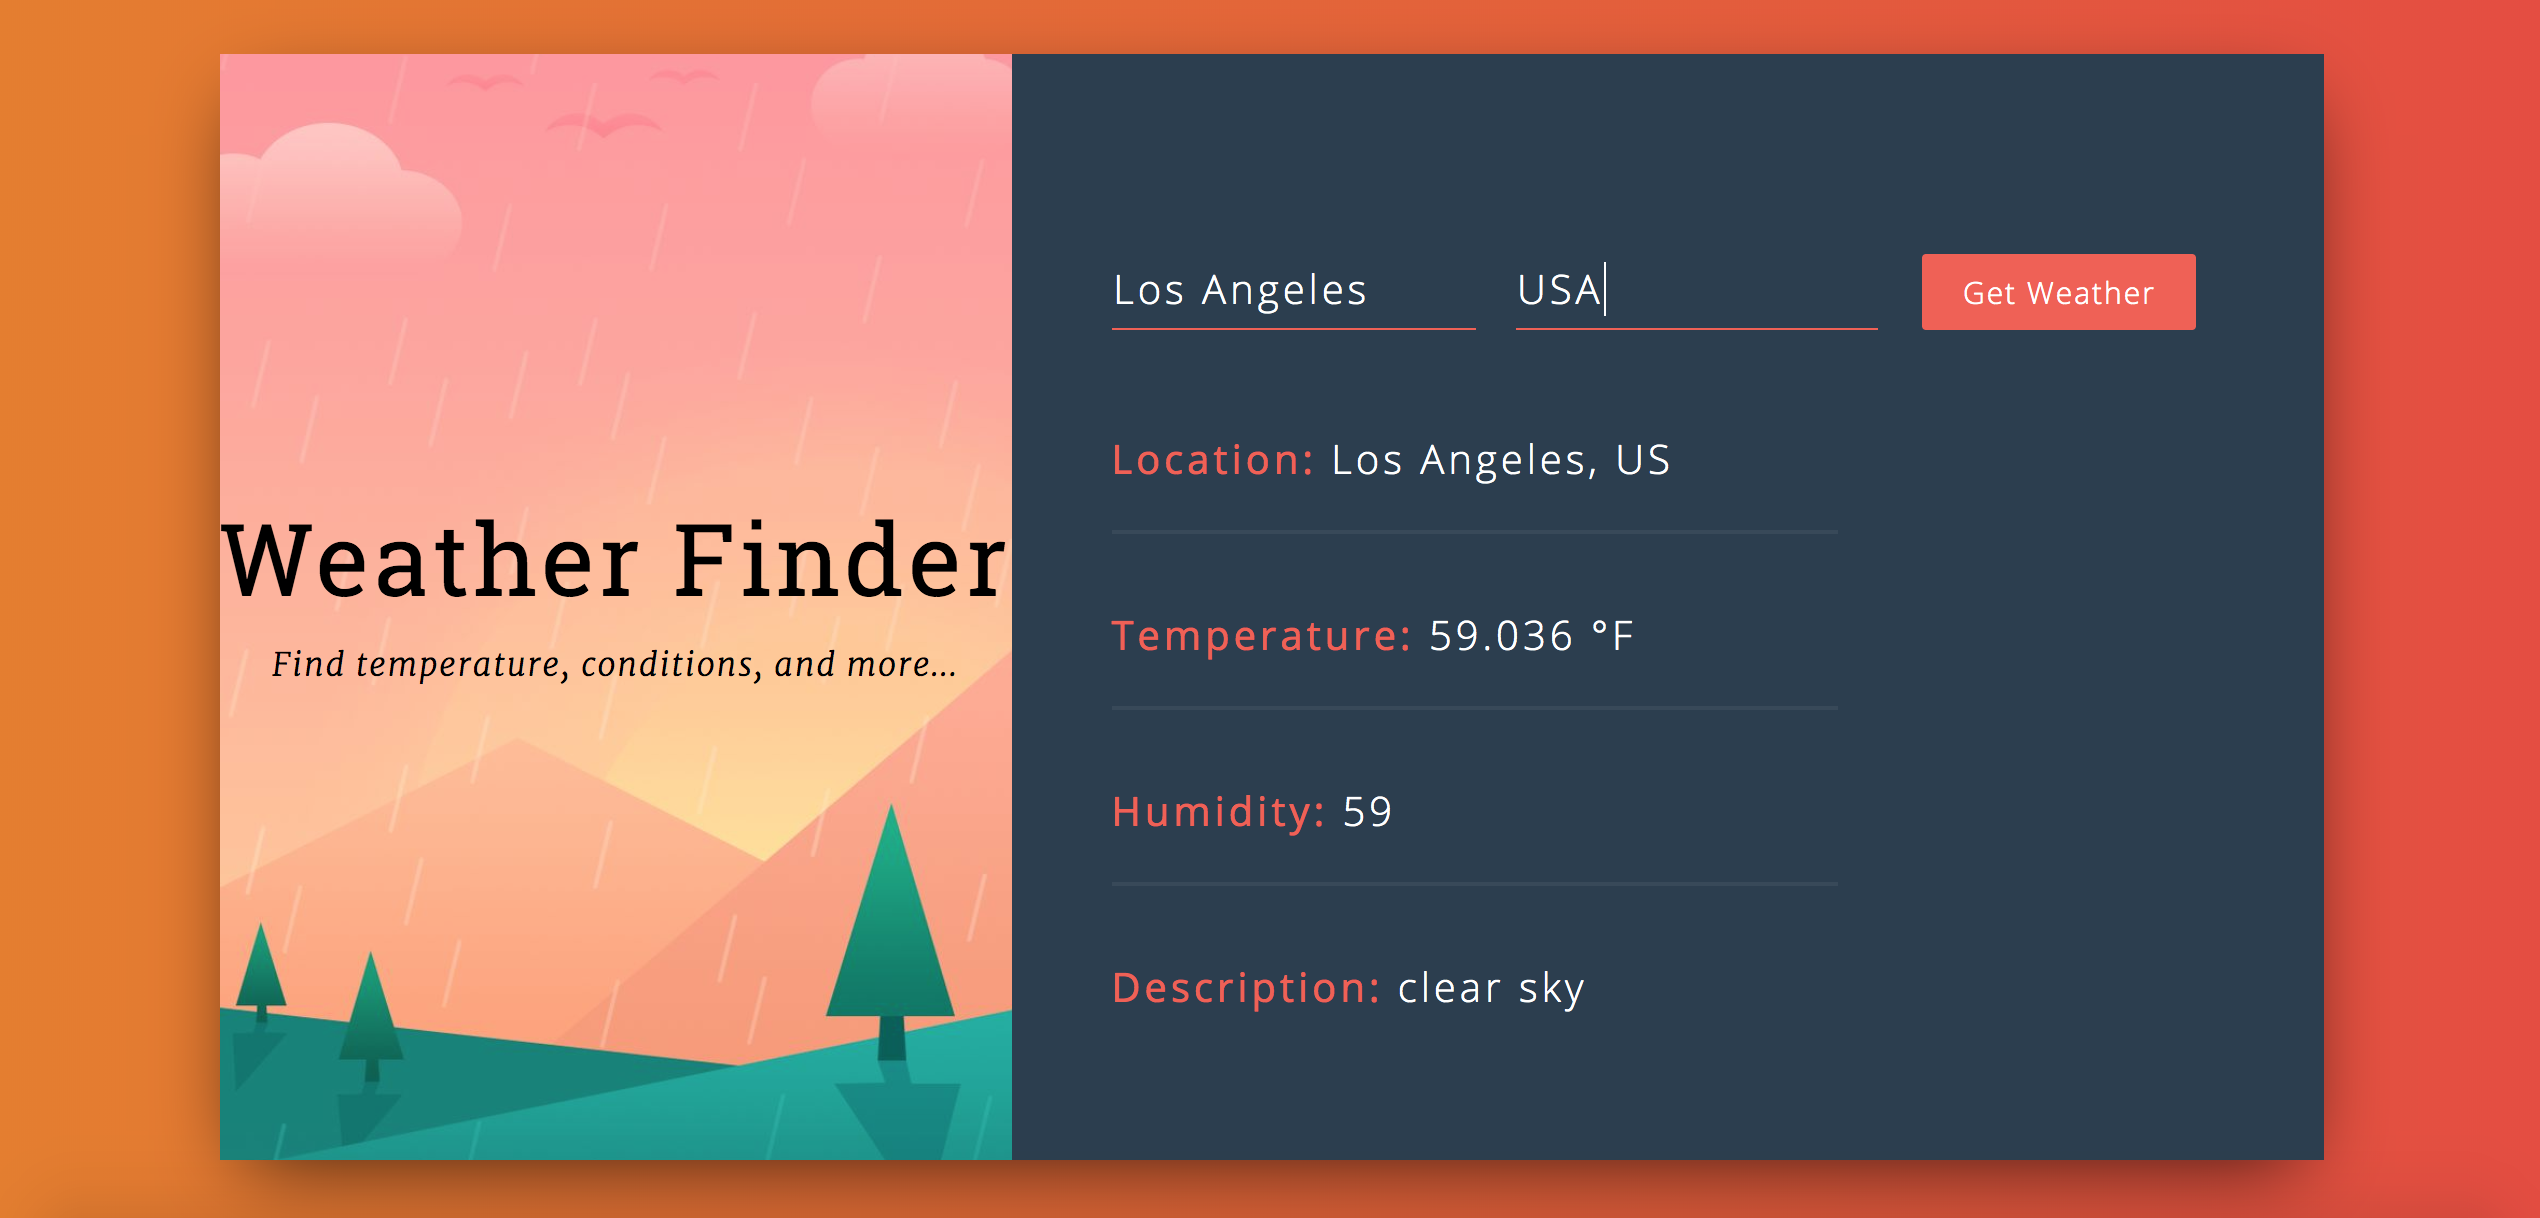 Weather Finder
Find temperature, conditions, and more...
Los Angeles
USA
Get Weather
Location: Los Angeles, US
Temperature: 59.036 °F
Humidity: 59
Description: clear sky